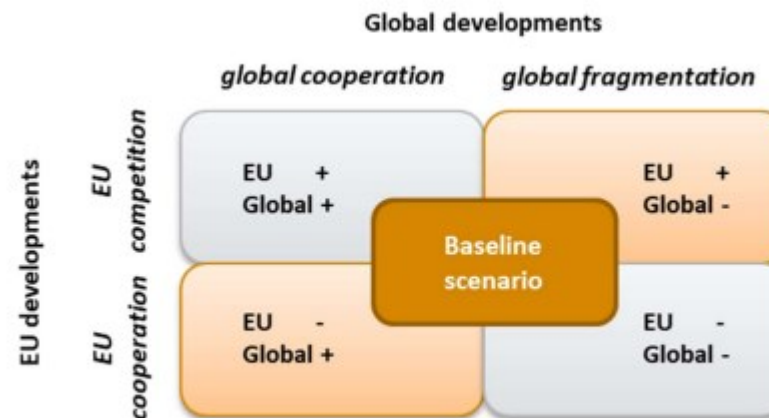 Global developments
global cooperation global fragmentation
EU developments
EU
competition
EU +
Global +
EU +
Global -
Baseline
scenario
EU
cooperation
EU -
Global +
EU -
Global -